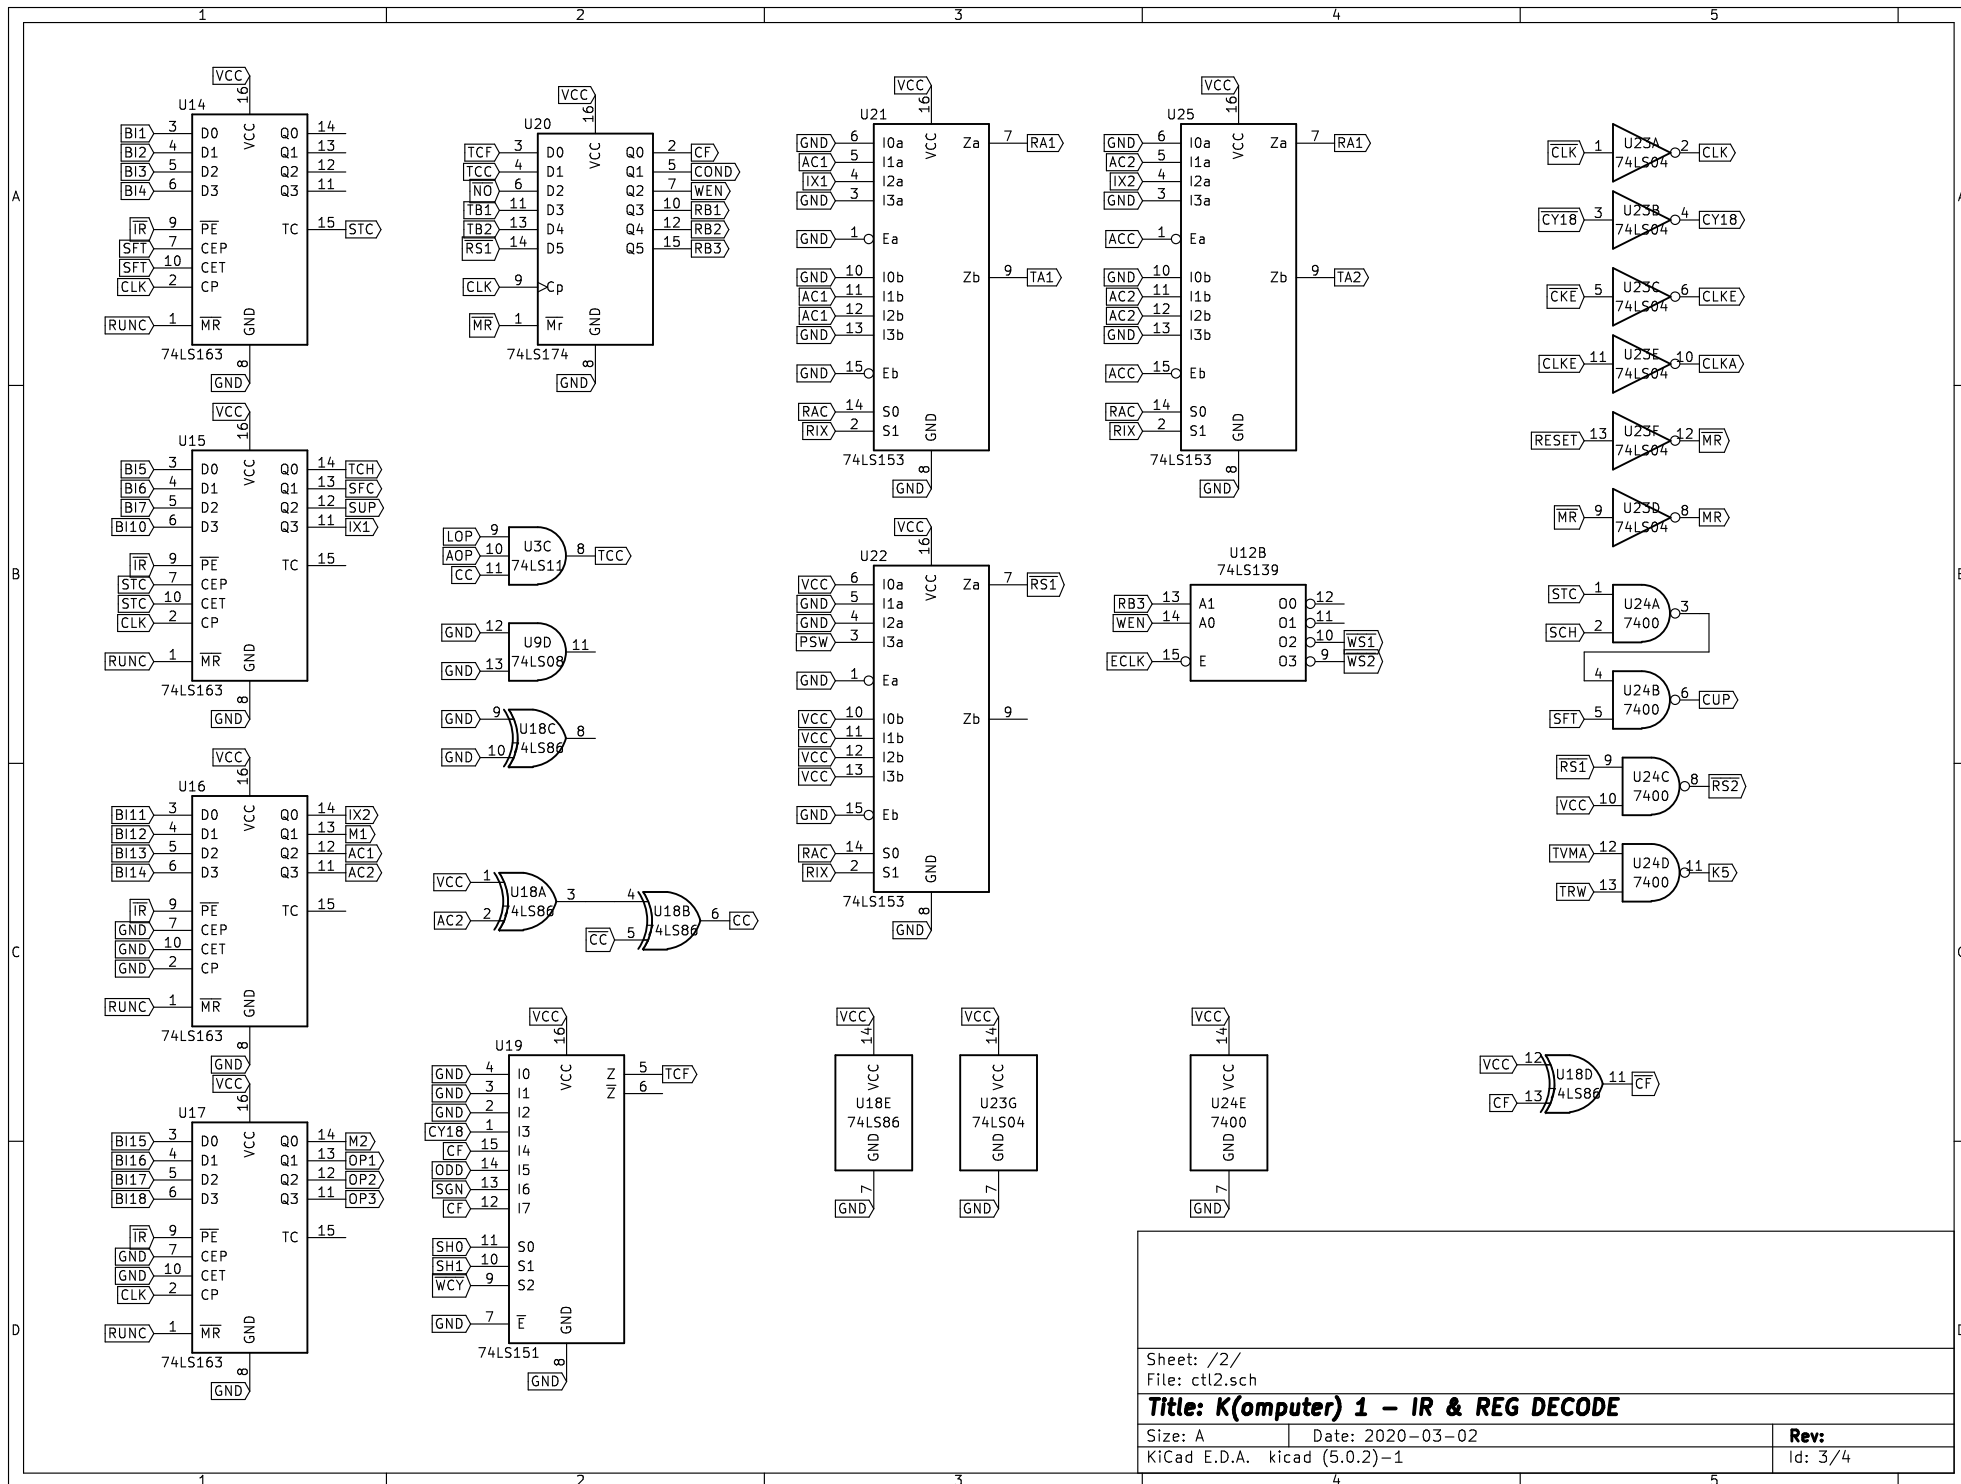 1 2 3 4 5
A
B
C
D
VCC
16
U14
BI1 3 D0 VCC Q0 14
BI2 4 D1 Q1 13
BI3 5 D2 Q2 12
BI4 6 D3 Q3 11
IR 9 PE TC 15 STC
SFT 7 CEP
SFT 10 CET
CLK 2 CP
RUNC 1 MR GND
74LS163
8
GND
VCC
16
U15
BI5 3 D0 VCC Q0 14 TCH
BI6 4 D1 Q1 13 SFC
BI7 5 D2 Q2 12 SUP
BI10 6 D3 Q3 11 IX1
IR 9 PE TC 15
STC 7 CEP
STC 10 CET
CLK 2 CP
RUNC 1 MR GND
74LS163
8
GND
VCC
16
U16
BI11 3 D0 VCC Q0 14 IX2
BI12 4 D1 Q1 13 M1
BI13 5 D2 Q2 12 AC1
BI14 6 D3 Q3 11 AC2
IR 9 PE TC 15
GND 7 CEP
GND 10 CET
GND 2 CP
RUNC 1 MR GND
74LS163
8
GND
VCC
16
U17
BI15 3 D0 VCC Q0 14 M2
BI16 4 D1 Q1 13 OP1
BI17 5 D2 Q2 12 OP2
BI18 6 D3 Q3 11 OP3
IR 9 PE TC 15
GND 7 CEP
GND 10 CET
CLK 2 CP
RUNC 1 MR GND
74LS163
8
GND
VCC
16
U20
TCF 3 D0 VCC Q0 2 CF
TCC 4 D1 Q1 5 COND
NO 6 D2 Q2 7 WEN
TB1 11 D3 Q3 10 RB1
TB2 13 D4 Q4 12 RB2
RS1 14 D5 Q5 15 RB3
CLK 9 Cp
MR 1 Mr GND
74LS174
8
GND
LOP 9
AOP 10 U3C 8 TCC
CC 11 74LS11
GND 12
U9D 11
GND 13 74LS08
GND 9
U18C 8
GND 10 74LS86
VCC 1
U18A 3
AC2 2 74LS86
4
U18B 6 CC
CC 5 74LS86
VCC
16
U19
GND 4 I0 VCC Z 5 TCF
GND 3 I1 Z 6
GND 2 I2
CY18 1 I3
CF 15 I4
ODD 14 I5
SGN 13 I6
CF 12 I7
SH0 11 S0
SH1 10 S1
WCY 9 S2
GND 7 E GND
74LS151
8
GND
VCC
16
U21
GND 6 I0a VCC Za 7 RA1
AC1 5 I1a
IX1 4 I2a
GND 3 I3a
GND 1 Ea
GND 10 I0b Zb 9 TA1
AC1 11 I1b
AC1 12 I2b
GND 13 I3b
GND 15 Eb
RAC 14 S0
RIX 2 S1 GND
74LS153
8
GND
VCC
16
U22
VCC 6 I0a VCC Za 7 RS1
GND 5 I1a
GND 4 I2a
PSW 3 I3a
GND 1 Ea
VCC 10 I0b Zb 9
VCC 11 I1b
VCC 12 I2b
VCC 13 I3b
GND 15 Eb
RAC 14 S0
RIX 2 S1 GND
74LS153
8
GND
VCC
14
VCC
U18E
74LS86
GND
7
GND
VCC
14
VCC
U23G
74LS04
GND
7
GND
VCC
16
U25
GND 6 I0a VCC Za 7 RA1
AC2 5 I1a
IX2 4 I2a
GND 3 I3a
ACC 1 Ea
GND 10 I0b Zb 9 TA2
AC2 11 I1b
AC2 12 I2b
GND 13 I3b
ACC 15 Eb
RAC 14 S0
RIX 2 S1 GND
74LS153
8
GND
U12B
74LS139
RB3 13 A1 O0 12
WEN 14 A0 O1 11
O2 10 WS1
ECLK 15 E O3 9 WS2
VCC
14
VCC
U24E
7400
GND
7
GND
CLK 1 U23A 2 CLK
74LS04
CY18 3 U23B 4 CY18
74LS04
CKE 5 U23C 6 CLKE
74LS04
CLKE 11 U23E 10 CLKA
74LS04
RESET 13 U23F 12 MR
74LS04
MR 9 U23D 8 MR
74LS04
STC 1
U24A 3
SCH 2 7400
4
U24B 6 CUP
SFT 5 7400
RS1 9
U24C 8 RS2
VCC 10 7400
TVMA 12
U24D 11 K5
TRW 13 7400
VCC 12
U18D 11 CF
CF 13 74LS86
Sheet: /2/
File: ctl2.sch
Title: K(omputer) 1 – IR & REG DECODE
Size: A Date: 2020-03-02 Rev:
KiCad E.D.A. kicad (5.0.2)-1 Id: 3/4
1 2 3 4 5